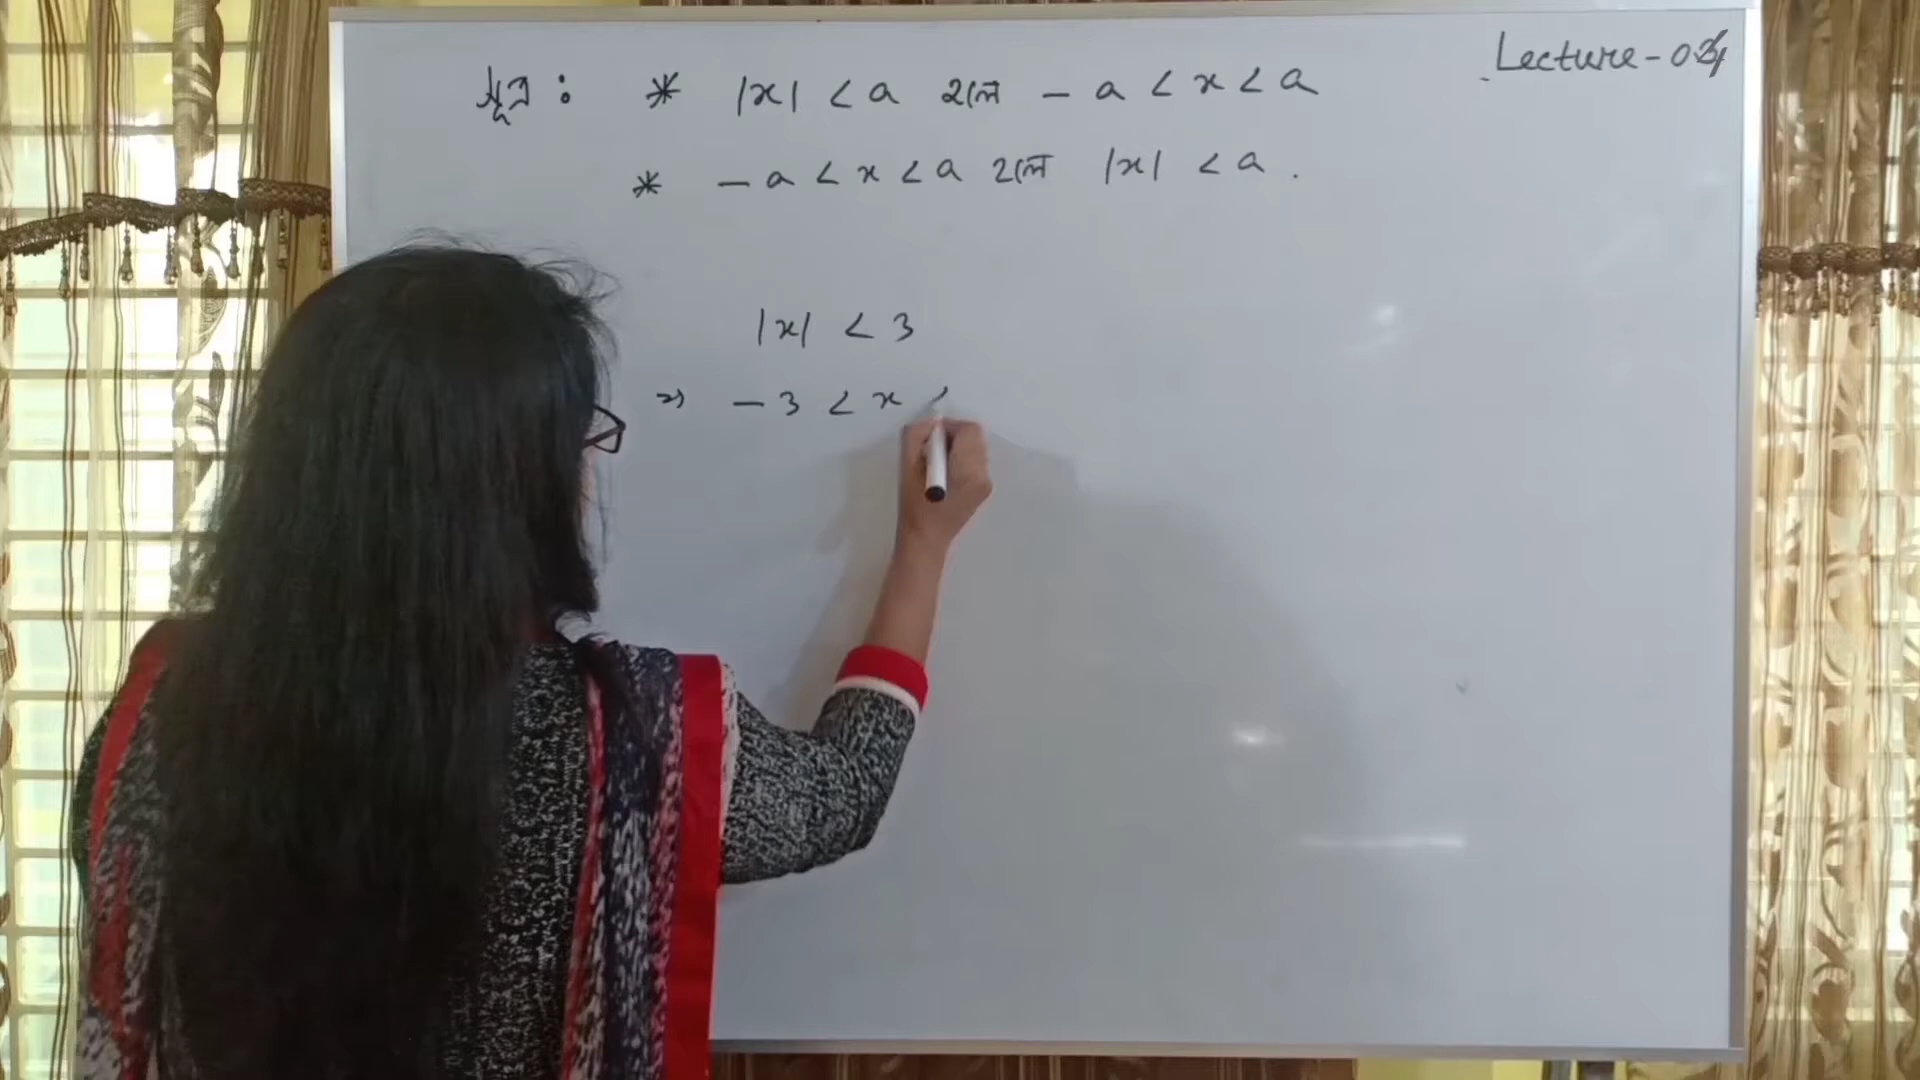 Lecture-04
সূত্র : * |x| < a হলে - a < x < a
* - a < x < a হলে |x| < a .
|x| < 3
⇒ - 3 < x <